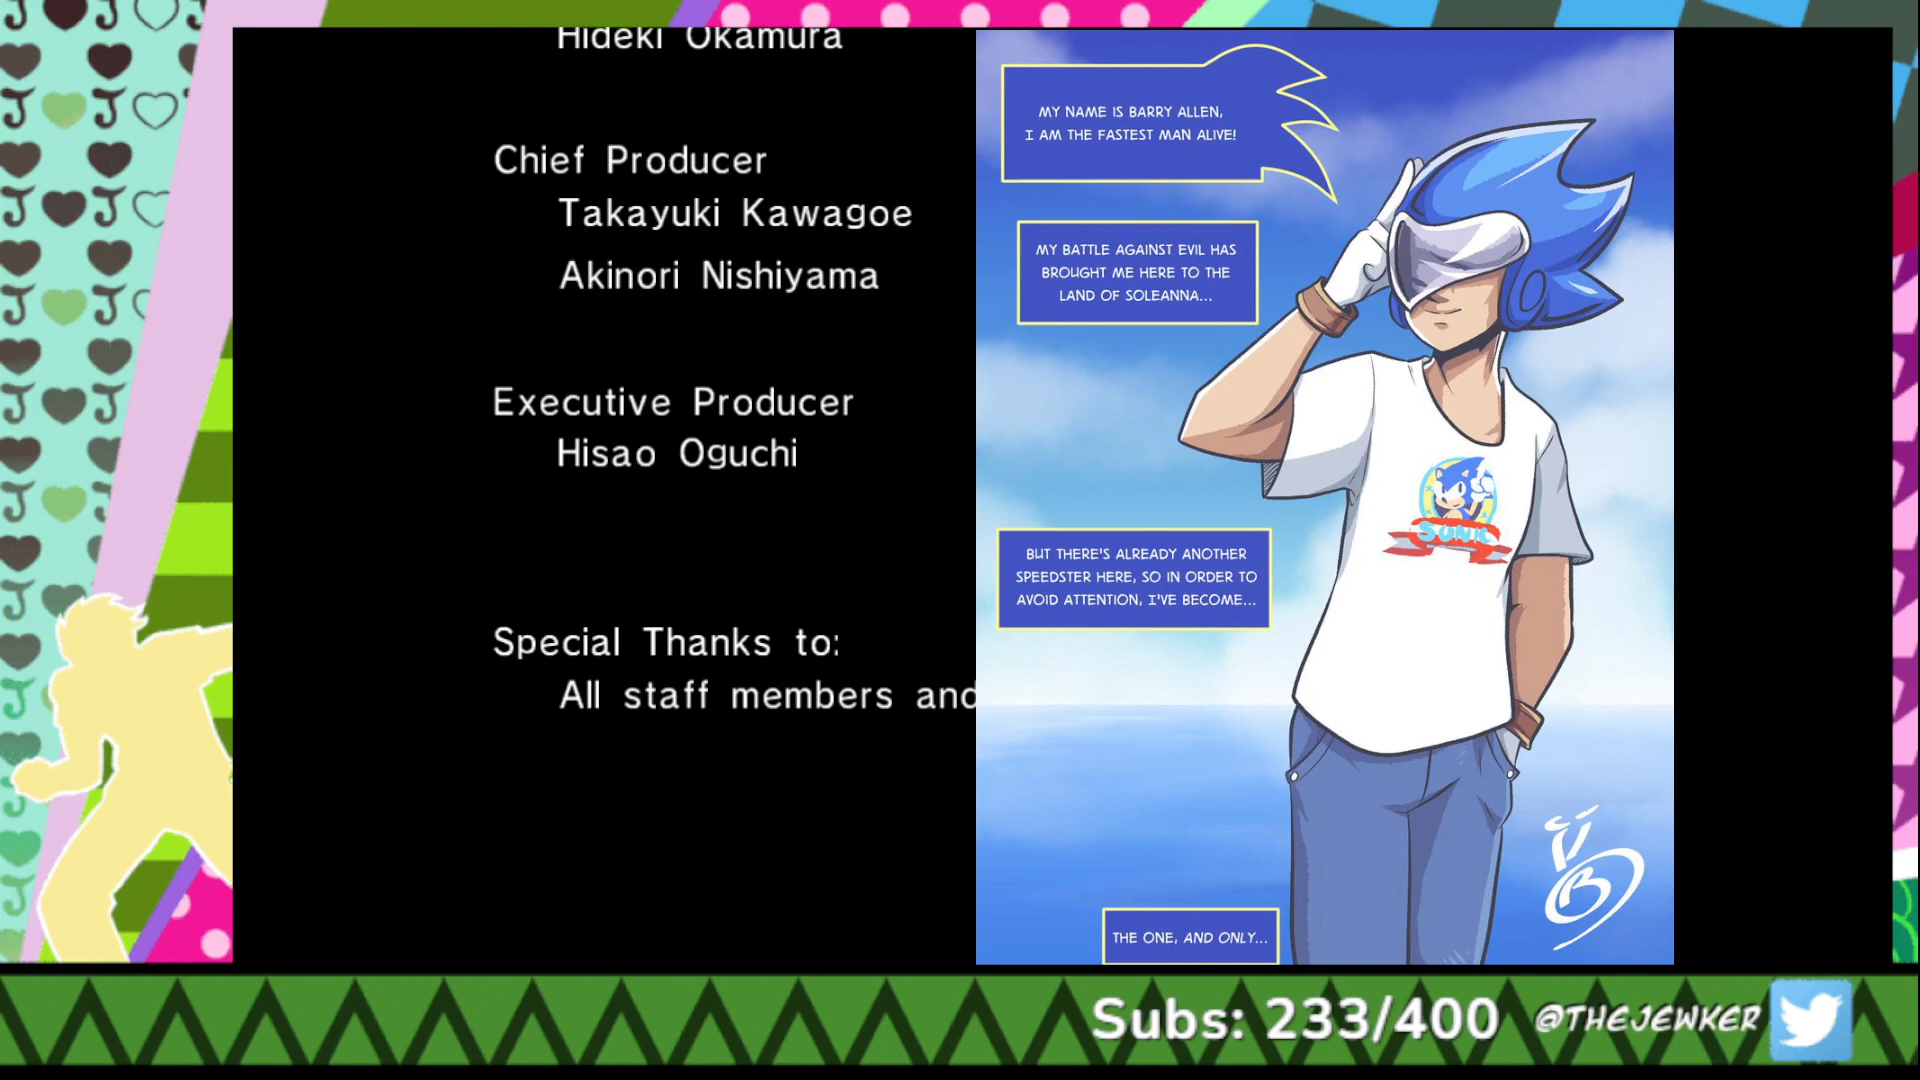 Hideki Okamura
Chief Producer
Takayuki Kawagoe
Akinori Nishiyama
Executive Producer
Hisao Oguchi
Special Thanks to:
All staff members and
MY NAME IS BARRY ALLEN,
I AM THE FASTEST MAN ALIVE!
MY BATTLE AGAINST EVIL HAS
BROUGHT ME HERE TO THE
LAND OF SOLEANNA...
BUT THERE'S ALREADY ANOTHER
SPEEDSTER HERE, SO IN ORDER TO
AVOID ATTENTION, I'VE BECOME...
SUNIC
THE ONE, AND ONLY...
Subs: 233/400
@THEJEWKER